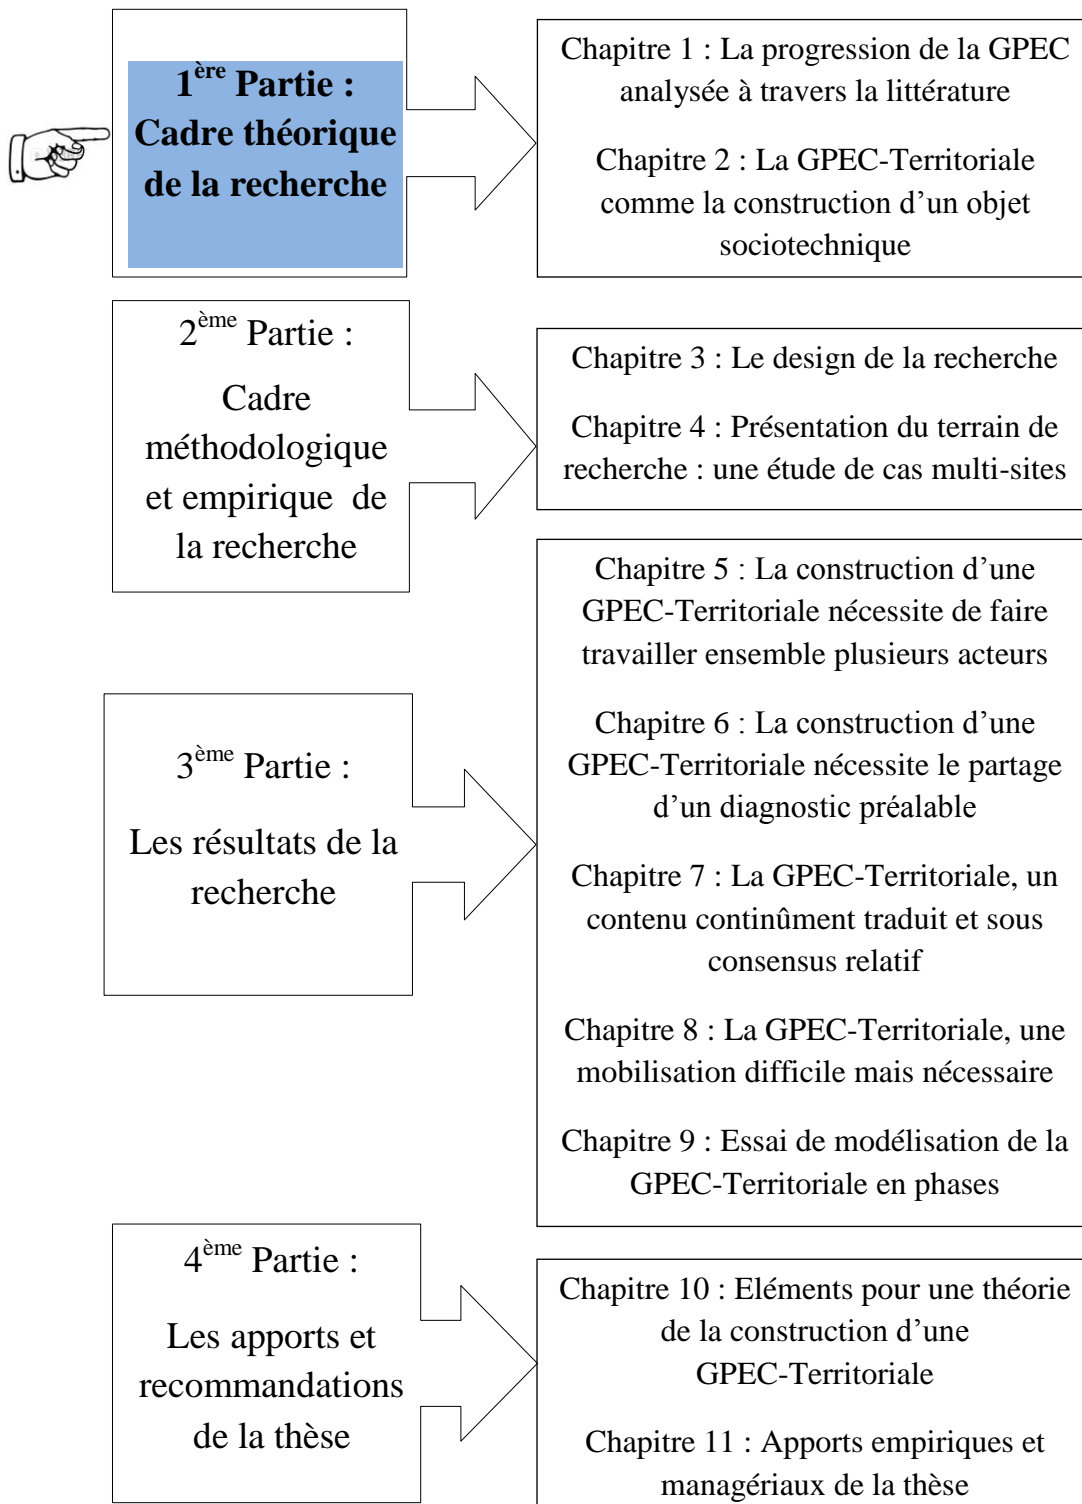 1ère Partie :
Cadre théorique
de la recherche
Chapitre 1 : La progression de la GPEC
analysée à travers la littérature
Chapitre 2 : La GPEC-Territoriale
comme la construction d’un objet
sociotechnique
2ème Partie :
Cadre
méthodologique
et empirique de
la recherche
Chapitre 3 : Le design de la recherche
Chapitre 4 : Présentation du terrain de
recherche : une étude de cas multi-sites
3ème Partie :
Les résultats de la
recherche
Chapitre 5 : La construction d’une
GPEC-Territoriale nécessite de faire
travailler ensemble plusieurs acteurs
Chapitre 6 : La construction d’une
GPEC-Territoriale nécessite le partage
d’un diagnostic préalable
Chapitre 7 : La GPEC-Territoriale, un
contenu continûment traduit et sous
consensus relatif
Chapitre 8 : La GPEC-Territoriale, une
mobilisation difficile mais nécessaire
Chapitre 9 : Essai de modélisation de la
GPEC-Territoriale en phases
4ème Partie :
Les apports et
recommandations
de la thèse
Chapitre 10 : Eléments pour une théorie
de la construction d’une
GPEC-Territoriale
Chapitre 11 : Apports empiriques et
managériaux de la thèse